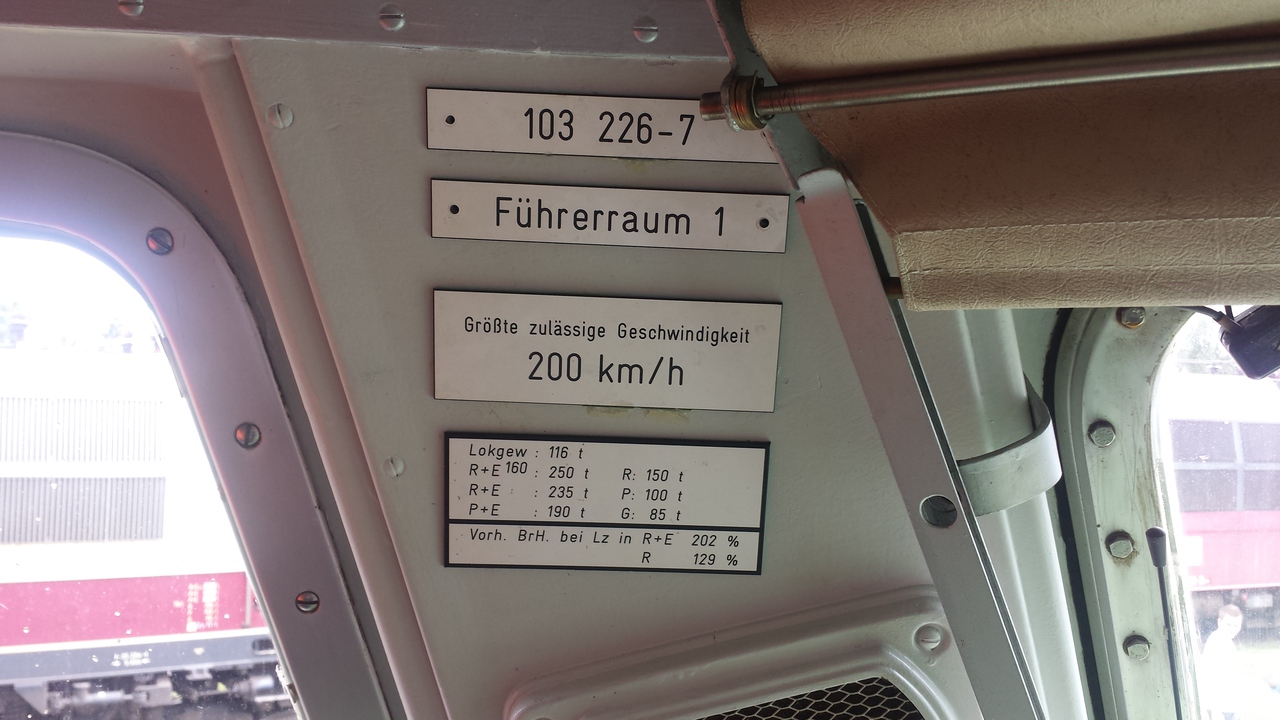 103 226-7
Führerraum 1
Größte zulässige Geschwindigkeit
200 km/h
Lokgew : 116 t
R+E 160 : 250 t R: 150 t
R+E : 235 t P: 100 t
P+E : 190 t G: 85 t
Vorh. BrH. bei Lz in R+E 202 %
R 129 %